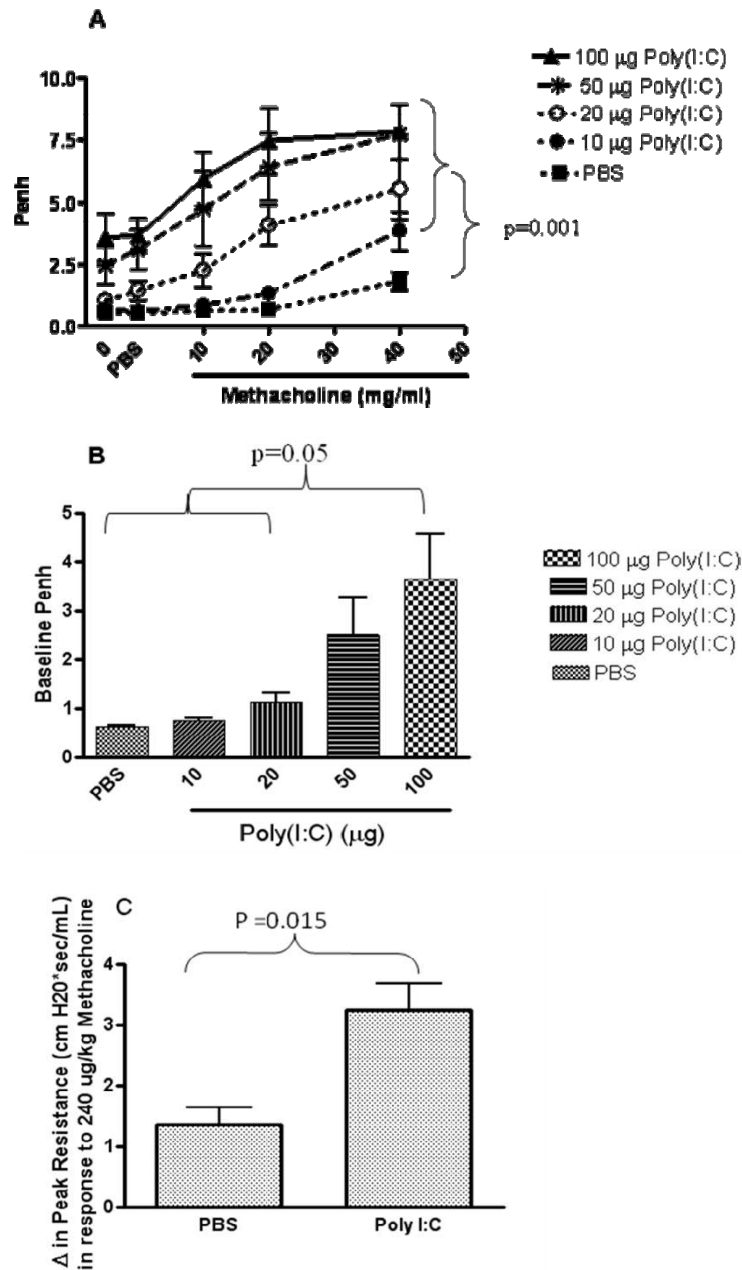 A
100 μg Poly(I:C)
50 μg Poly(I:C)
20 μg Poly(I:C)
10 μg Poly(I:C)
PBS
10.0
7.5
5.0
2.5
0.0
Penh
p=0.001
0 PBS 10 20 30 40 50
Methacholine (mg/ml)
B
p=0.05
5
4
3
2
1
0
Baseline Penh
100 μg Poly(I:C)
50 μg Poly(I:C)
20 μg Poly(I:C)
10 μg Poly(I:C)
PBS
PBS 10 20 50 100
Poly(I:C) (μg)
C
P =0.015
Δ in Peak Resistance (cm H20*sec/mL)
in response to 240 ug/kg Methacholine
4
3
2
1
0
PBS Poly I:C